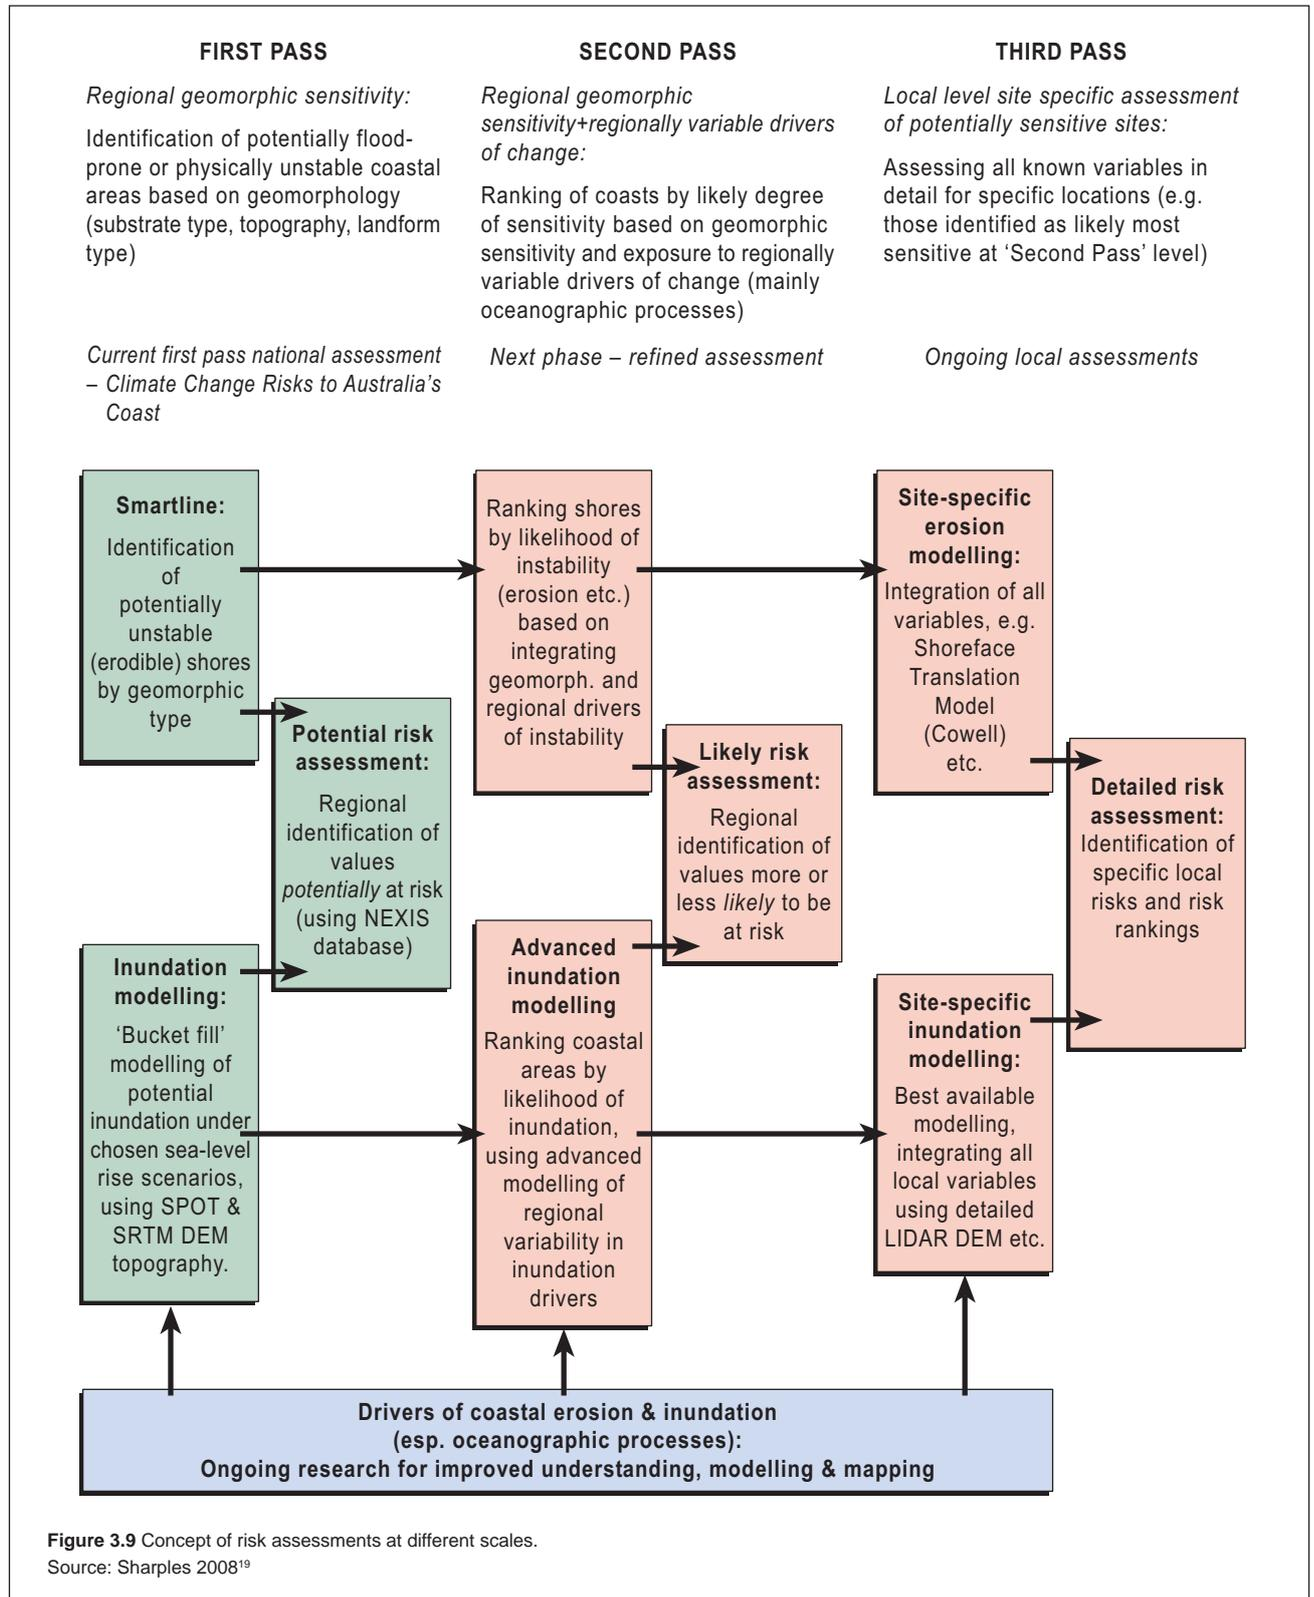 FIRST PASS
Regional geomorphic sensitivity:
Identification of potentially flood-
prone or physically unstable coastal
areas based on geomorphology
(substrate type, topography, landform
type)
Current first pass national assessment
– Climate Change Risks to Australia's
Coast
SECOND PASS
Regional geomorphic
sensitivity+regionally variable drivers
of change:
Ranking of coasts by likely degree
of sensitivity based on geomorphic
sensitivity and exposure to regionally
variable drivers of change (mainly
oceanographic processes)
Next phase – refined assessment
THIRD PASS
Local level site specific assessment
of potentially sensitive sites:
Assessing all known variables in
detail for specific locations (e.g.
those identified as likely most
sensitive at ‘Second Pass’ level)
Ongoing local assessments
Smartline:
Identification
of
potentially
unstable
(erodible) shores
by geomorphic
type
Potential risk
assessment:
Regional
identification of
values
potentially at risk
(using NEXIS
database)
Inundation
modelling:
‘Bucket fill’
modelling of
potential
inundation under
chosen sea-level
rise scenarios,
using SPOT &
SRTM DEM
topography.
Ranking shores
by likelihood of
instability
(erosion etc.)
based on
integrating
geomorph. and
regional drivers
of instability
Likely risk
assessment:
Regional
identification of
values more or
less likely to be
at risk
Advanced
inundation
modelling
Ranking coastal
areas by
likelihood of
inundation,
using advanced
modelling of
regional
variability in
inundation
drivers
Site-specific
erosion
modelling:
Integration of all
variables, e.g.
Shoreface
Translation
Model
(Cowell)
etc.
Detailed risk
assessment:
Identification of
specific local
risks and risk
rankings
Site-specific
inundation
modelling:
Best available
modelling,
integrating all
local variables
using detailed
LIDAR DEM etc.
Drivers of coastal erosion & inundation
(esp. oceanographic processes):
Ongoing research for improved understanding, modelling & mapping
Figure 3.9 Concept of risk assessments at different scales.
Source: Sharples 2008¹⁹